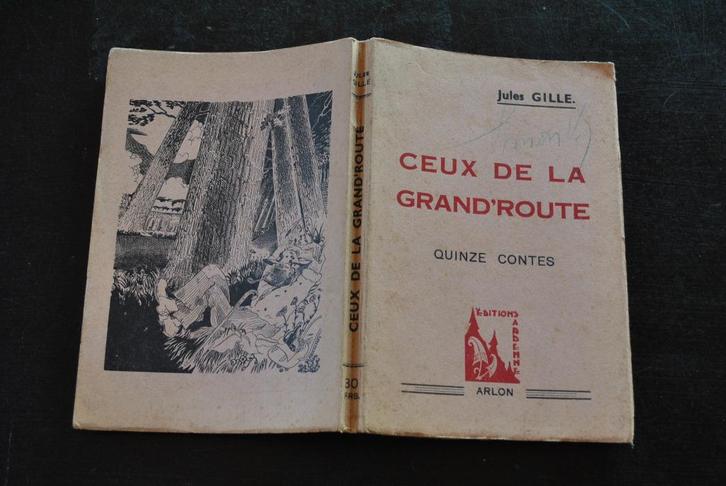 Jules GILLE.
CEUX DE LA
GRAND'ROUTE
QUINZE CONTES
EDITIONS
ARDENNE
ARLON
JULES
GILLE
CEUX DE LA GRAND'ROUTE
30
FRS.